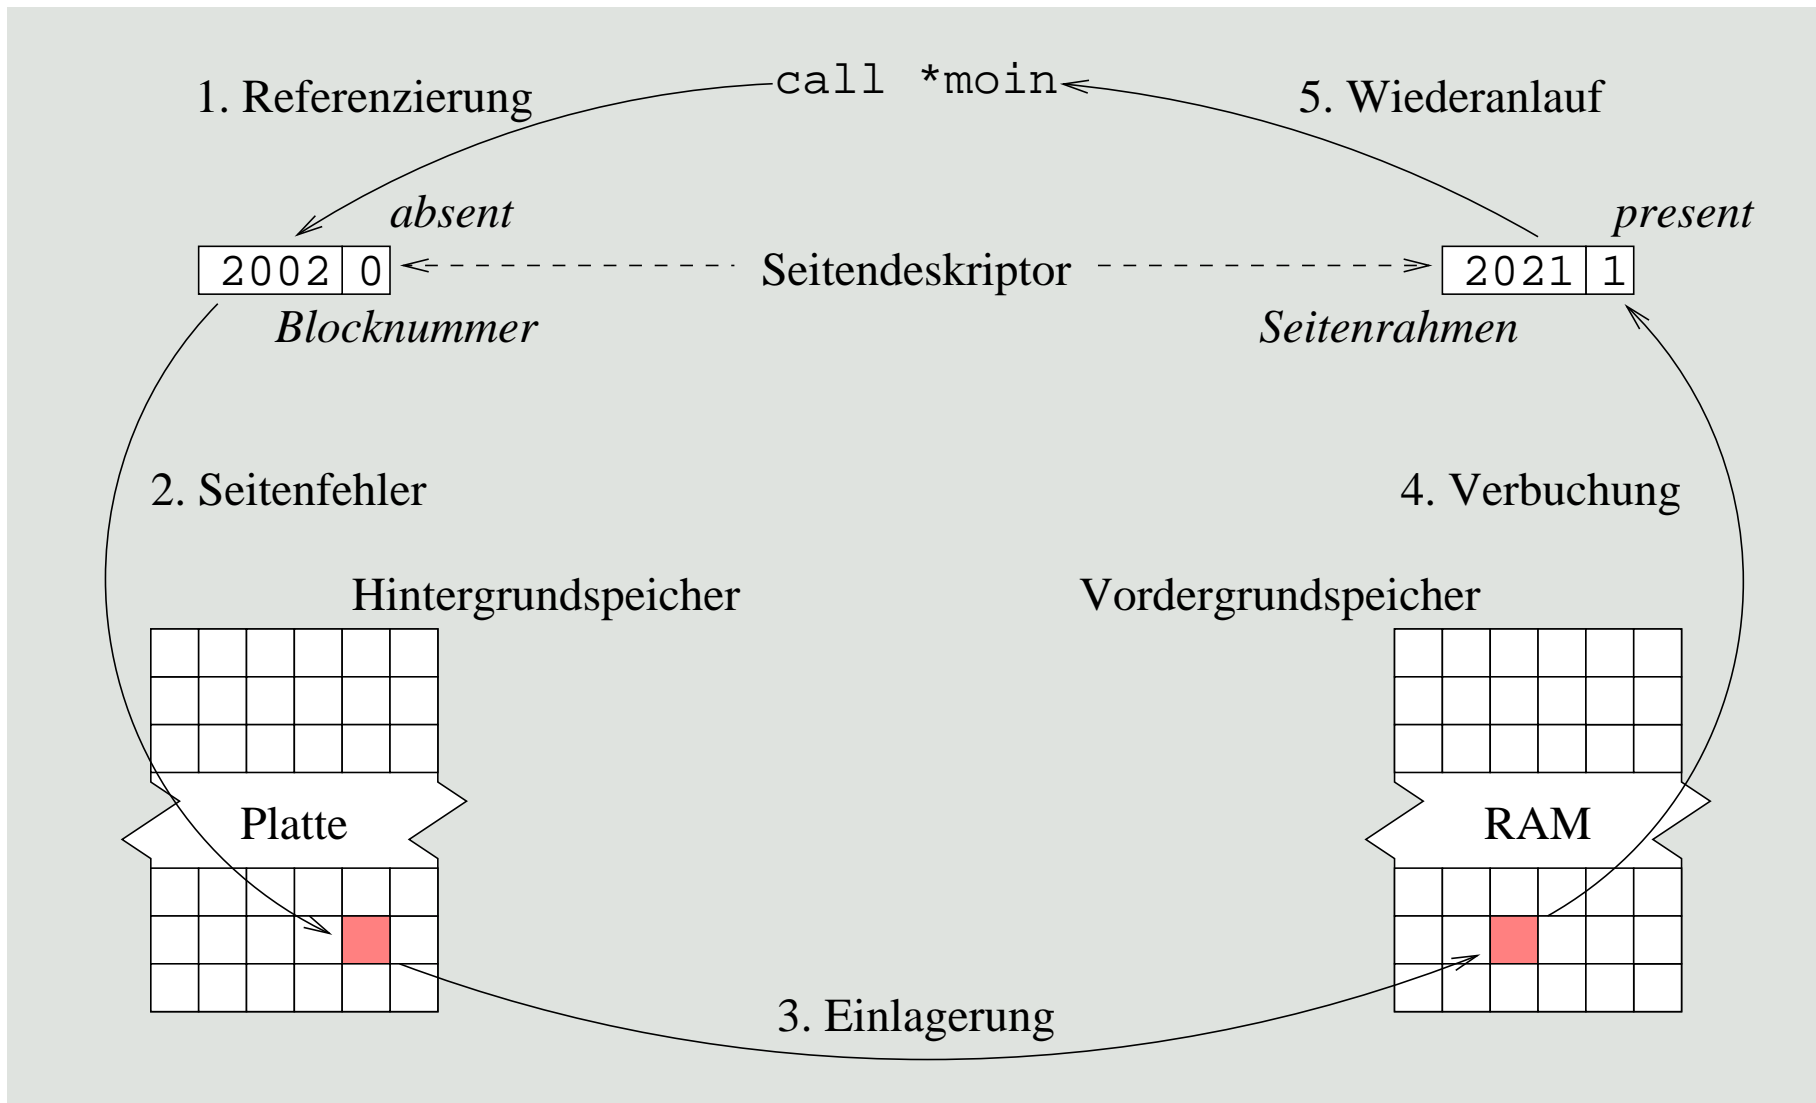 call *moin
1. Referenzierung
5. Wiederanlauf
absent
present
2002 0
Seitendeskriptor
2021 1
Blocknummer
Seitenrahmen
2. Seitenfehler
4. Verbuchung
Hintergrundspeicher
Vordergrundspeicher
Platte
RAM
3. Einlagerung